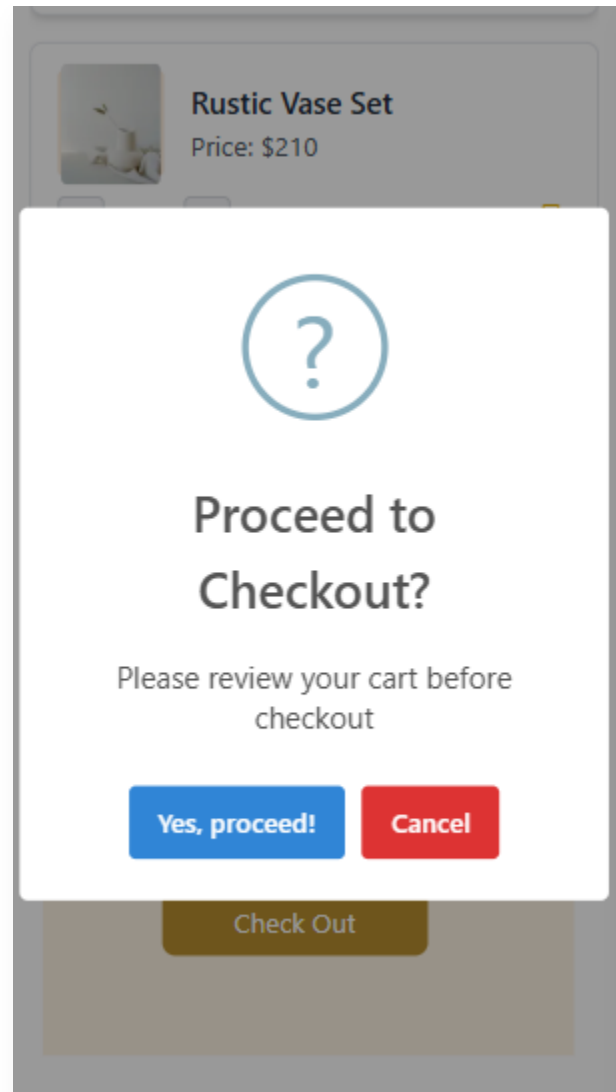 Rustic Vase Set
Price: $210
?
Proceed to
Checkout?
Please review your cart before
checkout
Yes, proceed!
Cancel
Check Out